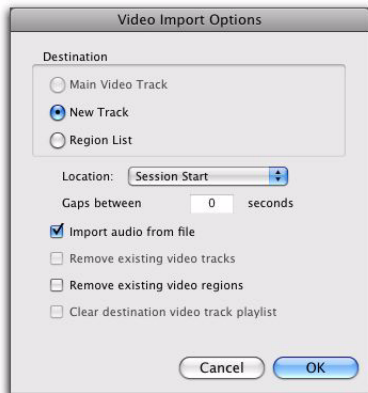 Video Import Options
Destination
Main Video Track
New Track
Region List
Location: Session Start
Gaps between 0 seconds
Import audio from file
Remove existing video tracks
Remove existing video regions
Clear destination video track playlist
Cancel OK